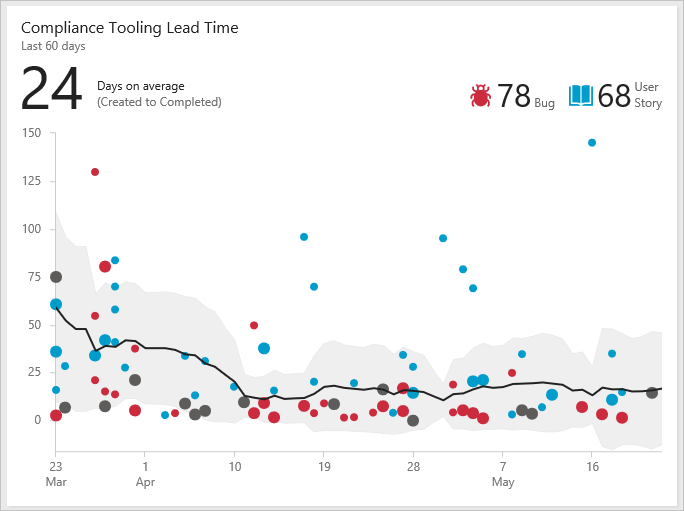 Compliance Tooling Lead Time
Last 60 days
24 Days on average
(Created to Completed)
78 Bug
68 User
Story
150
125
100
75
50
25
0
23 1 10 19 28 7 16
Mar Apr May